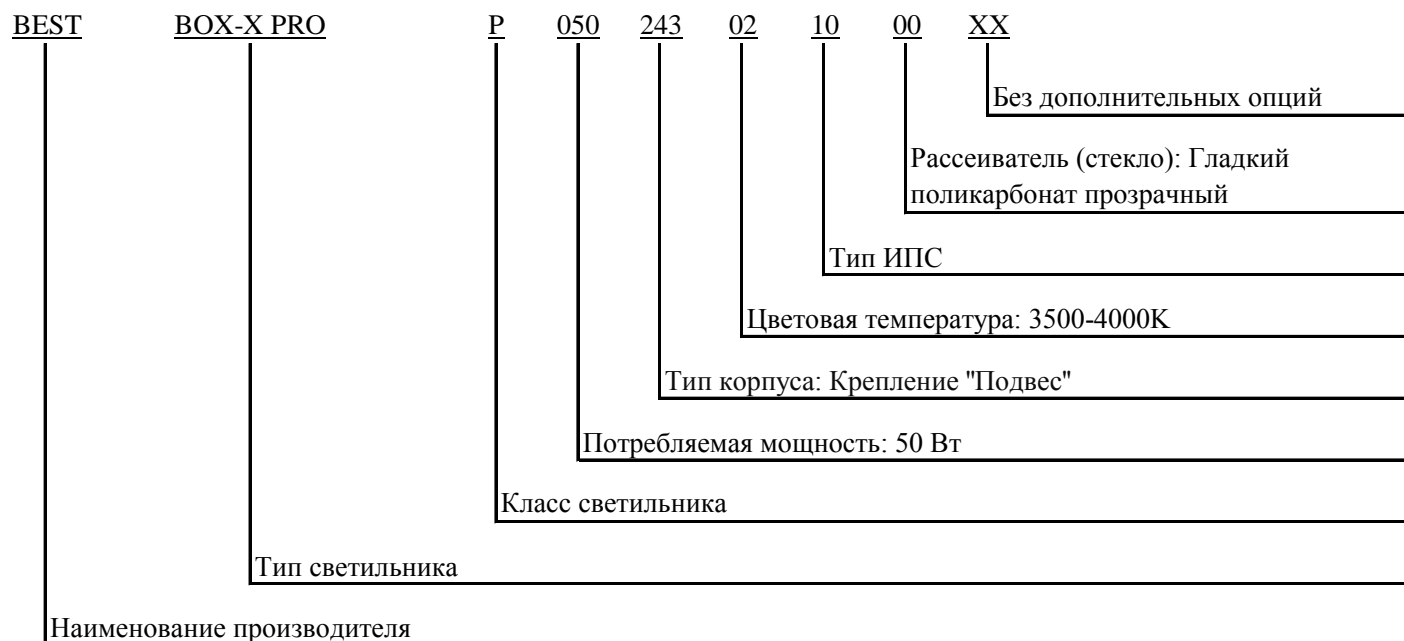 BEST BOX-X PRO P 050 243 02 10 00 XX
Без дополнительных опций
Рассеиватель (стекло): Гладкий
поликарбонат прозрачный
Тип ИПС
Цветовая температура: 3500-4000К
Тип корпуса: Крепление "Подвес"
Потребляемая мощность: 50 Вт
Класс светильника
Тип светильника
Наименование производителя